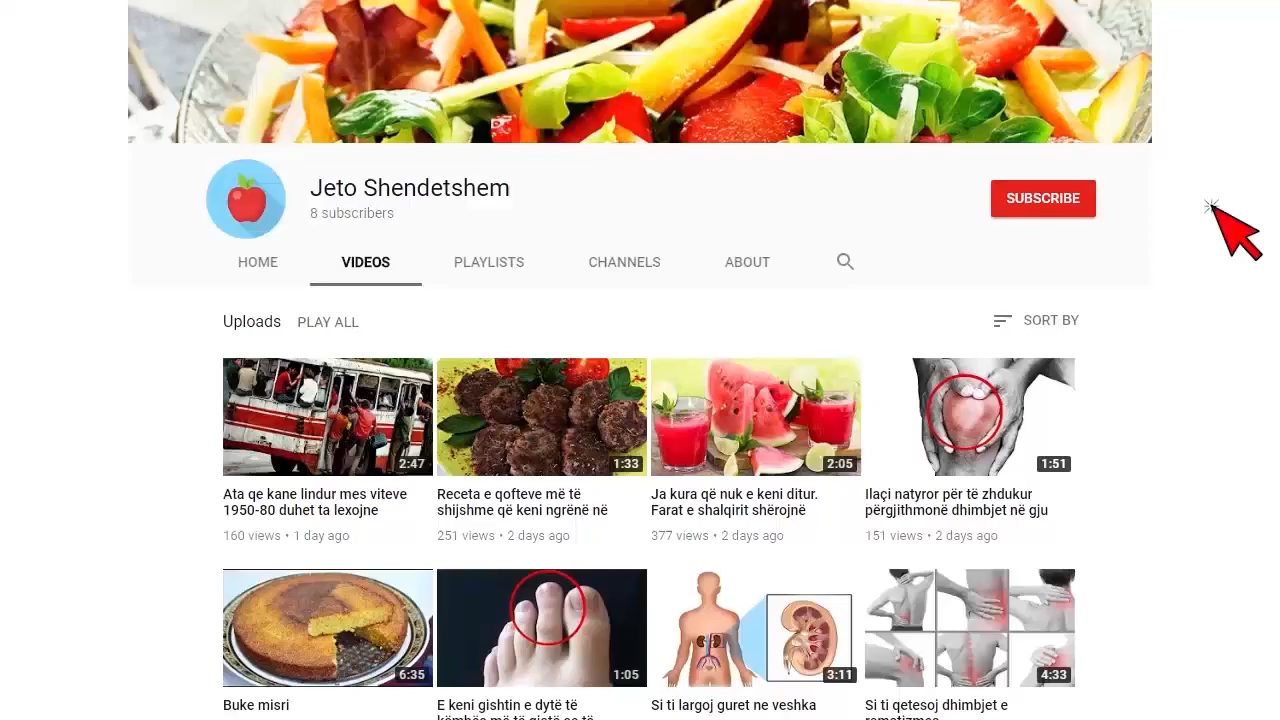 Jeto Shendetshem
8 subscribers
SUBSCRIBE
HOME VIDEOS PLAYLISTS CHANNELS ABOUT
Uploads PLAY ALL
SORT BY
2:47 1:33 2:05 1:51
Ata qe kane lindur mes viteve
1950-80 duhet ta lexojne
160 views • 1 day ago
Receta e qofteve më të
shijshme që keni ngrënë në
251 views • 2 days ago
Ja kura që nuk e keni ditur.
Farat e shalqirit shërojnë
377 views • 2 days ago
Ilaçi natyror për të zhdukur
përgjithmonë dhimbjet në gju
151 views • 2 days ago
6:35 1:05 3:11 4:33
Buke misri
E keni gishtin e dytë të
Si ti largoj guret ne veshka
Si ti qetesoj dhimbjet e